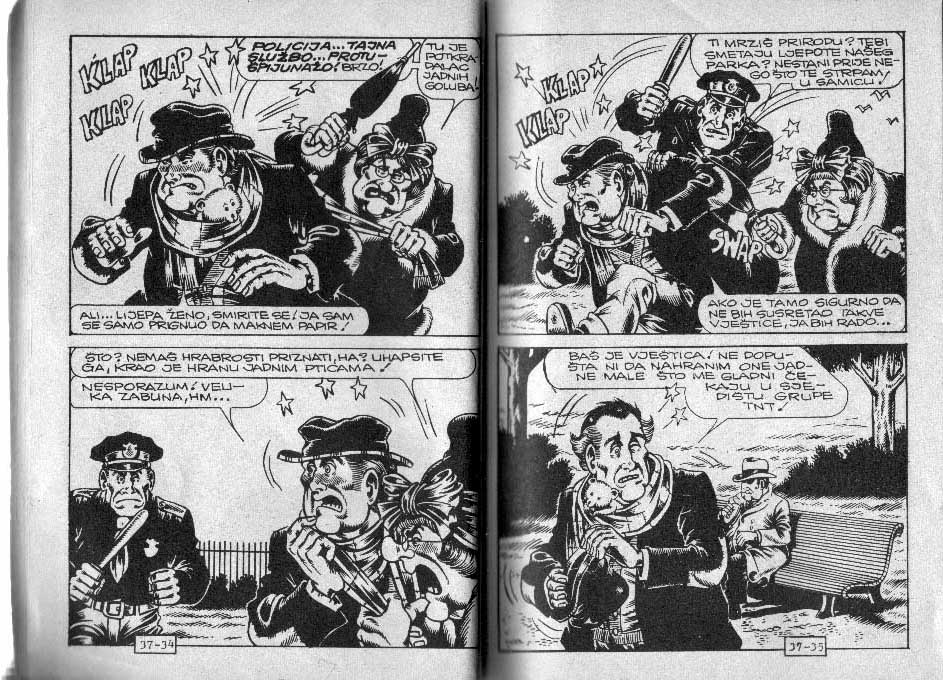 KLAP
KLAP
KLAP
POLICIJA... TAJNA
SLUŽBO... PROTU-
ŠPIJUNAŽO! BRZO!
TU JE
POTKRA-
PALAC
JADNIH
GOLUBA!
ALI... LIJEPA ŽENO, SMIRITE SE! JA SAM
SE SAMO PRIGNUO DA MAKNEM PAPIR!
ŠTO? NEMAŠ HRABROSTI PRIZNATI, HA? UHAPSITE
GA, KRAO JE HRANU JADNIM PTICAMA!
NESPORAZUM! VELI-
KA ZABUNA, HM...
37-34
KLAP
KLAP
TI MRZIŠ PRIRODU? TEBI
SMETAJU LJEPOTE NAŠEG
PARKA? NESTANI PRIJE NE-
GO ŠTO TE STRPAM
U SAMICU!
SWAP
AKO JE TAMO SIGURNO DA
NE BIH SUSRETAO TAKVE
VJEŠTICE, JA BIH RADO...
BAŠ JE VJEŠTICA! NE DOPU-
ŠTA NI DA NAHRANIM ONE JAD-
NE MALE ŠTO ME GLADNI ČE-
KAJU U SJE-
DIŠTU GRUPE
TNT!
37-35